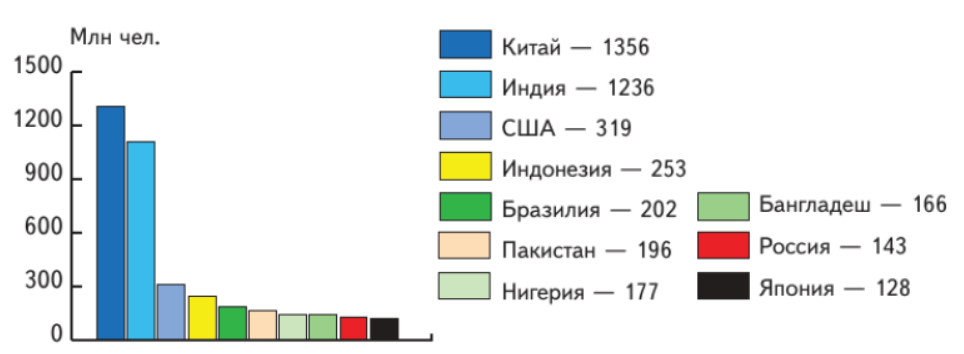 Млн чел.
1500
1200
900
600
300
0
Китай — 1356
Индия — 1236
США — 319
Индонезия — 253
Бразилия — 202
Пакистан — 196
Нигерия — 177
Бангладеш — 166
Россия — 143
Япония — 128